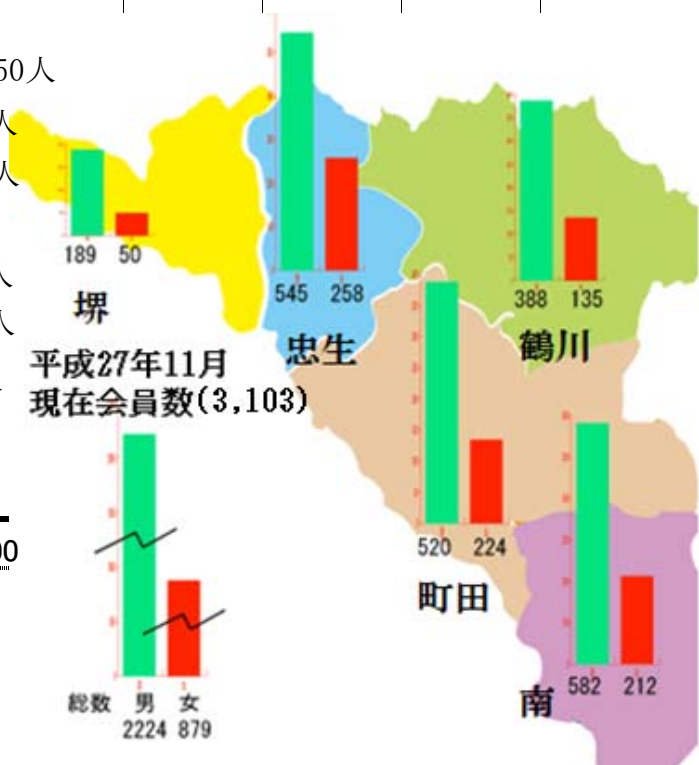 50人
人
人
人
人
189 50
堺
545 258
忠生
388 135
鶴川
平成27年11月
現在会員数(3,103)
520 224
町田
582 212
南
総数 男 女
2224 879